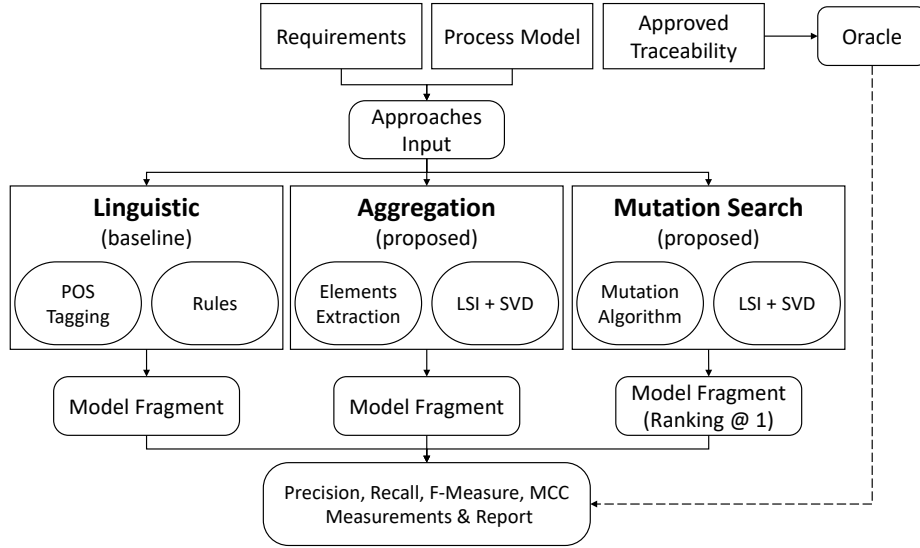 Requirements
Process Model
Approved
Traceability
Oracle
Approaches
Input
Linguistic
(baseline)
POS
Tagging
Rules
Aggregation
(proposed)
Elements
Extraction
LSI + SVD
Mutation Search
(proposed)
Mutation
Algorithm
LSI + SVD
Model Fragment
Model Fragment
Model Fragment
(Ranking @ 1)
Precision, Recall, F-Measure, MCC
Measurements & Report